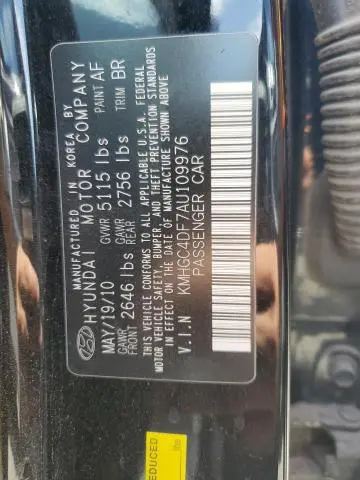 MANUFACTURED IN KOREA BY
HYUNDAI MOTOR COMPANY
MAY/19/10 GVWR 5115 lbs PAINT AF
GAWR FRONT 2646 lbs GAWR REAR 2756 lbs TRIM BR
THIS VEHICLE CONFORMS TO ALL APPLICABLE U.S.A. FEDERAL
MOTOR VEHICLE SAFETY, BUMPER, AND THEFT PREVENTION STANDARDS
IN EFFECT ON THE DATE OF MANUFACTURE SHOWN ABOVE.
V.I.N KMHGC4DF7AU109976
PASSENGER CAR
REDUCED